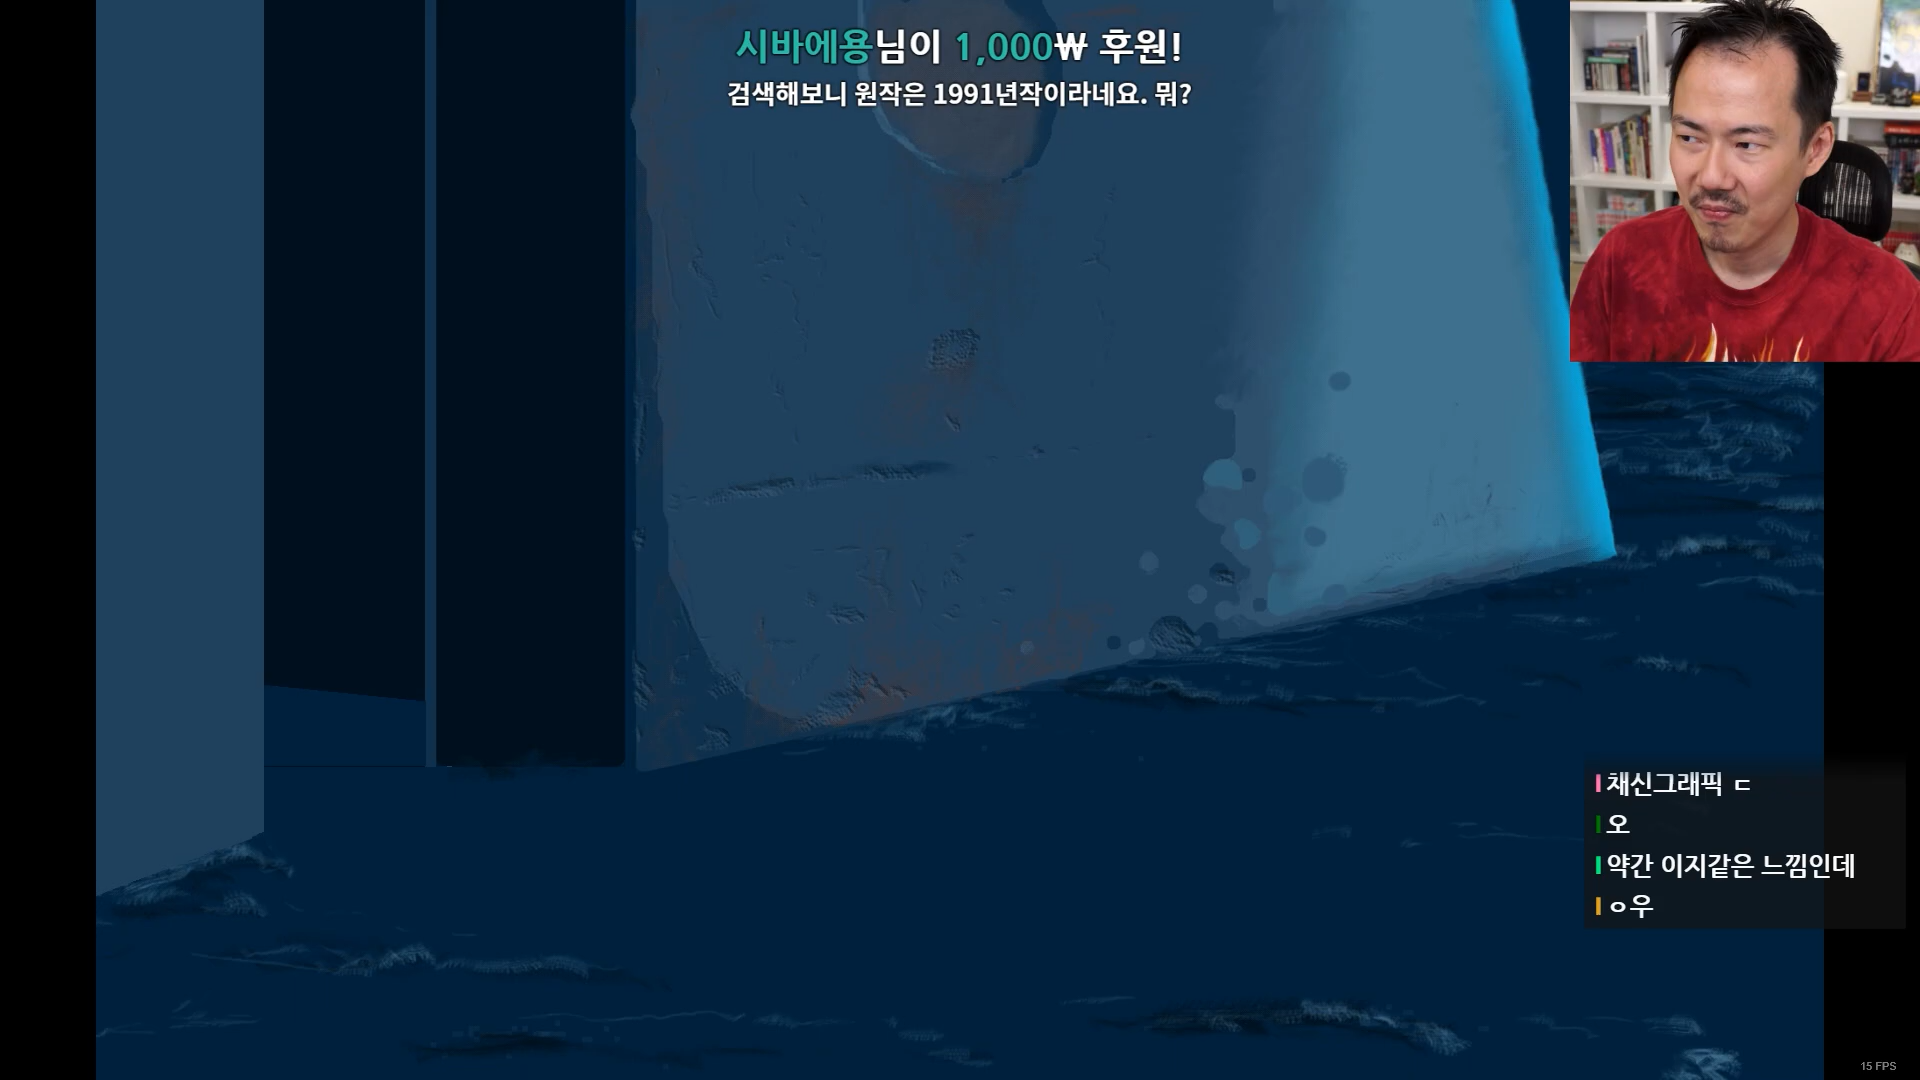 시바에용님이 1,000₩ 후원!
검색해보니 원작은 1991년작이라네요. 뭐?
채신그래픽 ㄷ
오
약간 이지같은 느낌인데
ㅇ우
15 FPS